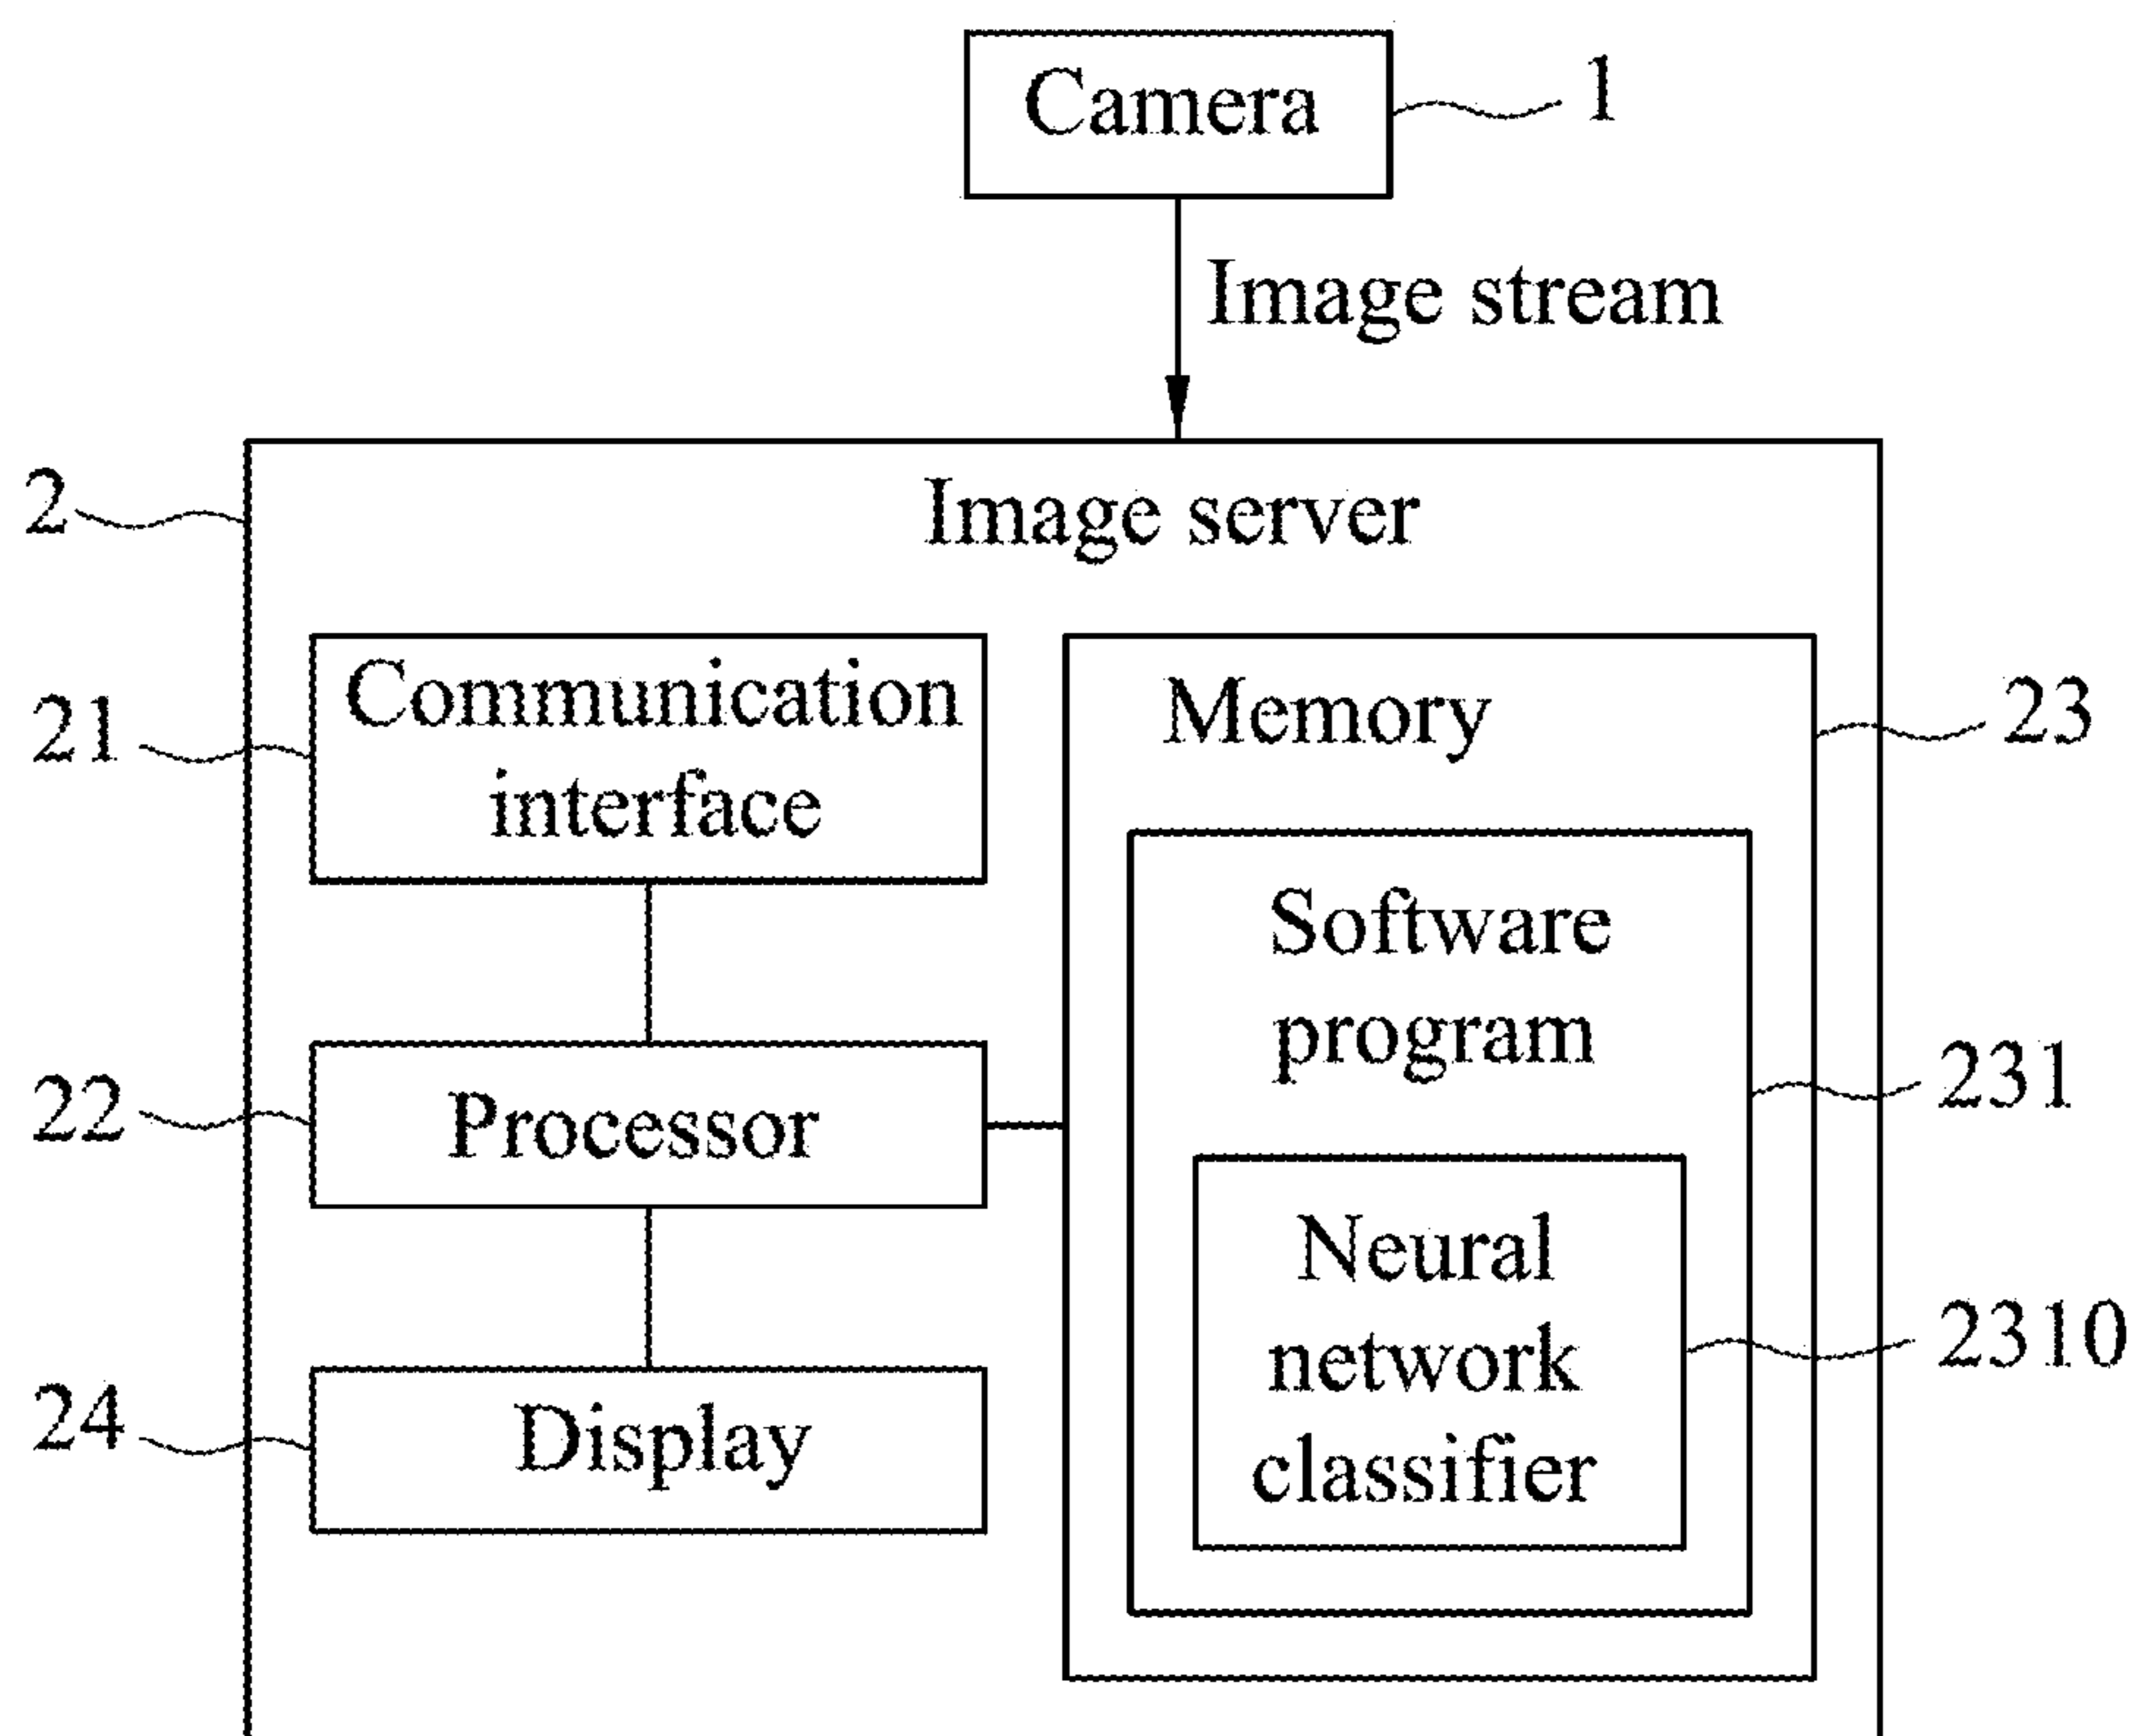 Camera
1
Image stream
2
Image server
21
Communication
interface
Memory
23
Software
program
22
Processor
231
Neural
network
classifier
2310
24
Display